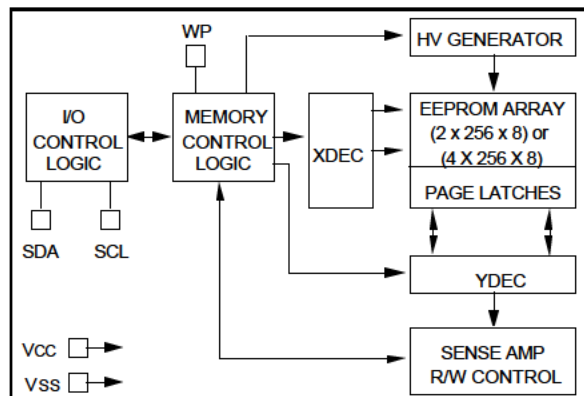 WP
HV GENERATOR
I/O
CONTROL
LOGIC
MEMORY
CONTROL
LOGIC
XDEC
EEPROM ARRAY
(2 x 256 x 8) or
(4 X 256 X 8)
PAGE LATCHES
SDA
SCL
YDEC
VCC
VSS
SENSE AMP
R/W CONTROL